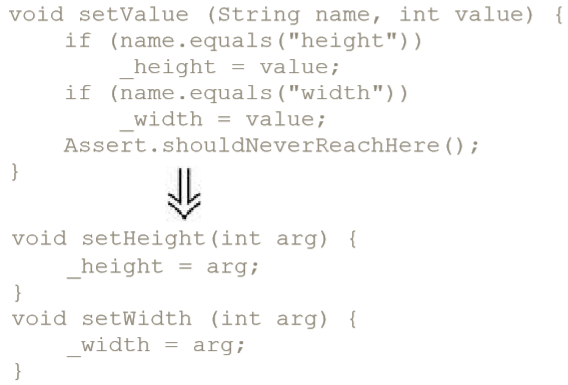 void setValue (String name, int value) {
    if (name.equals("height"))
        _height = value;
    if (name.equals("width"))
        _width = value;
    Assert.shouldNeverReachHere();
}
void setHeight(int arg) {
    _height = arg;
}
void setWidth (int arg) {
    _width = arg;
}